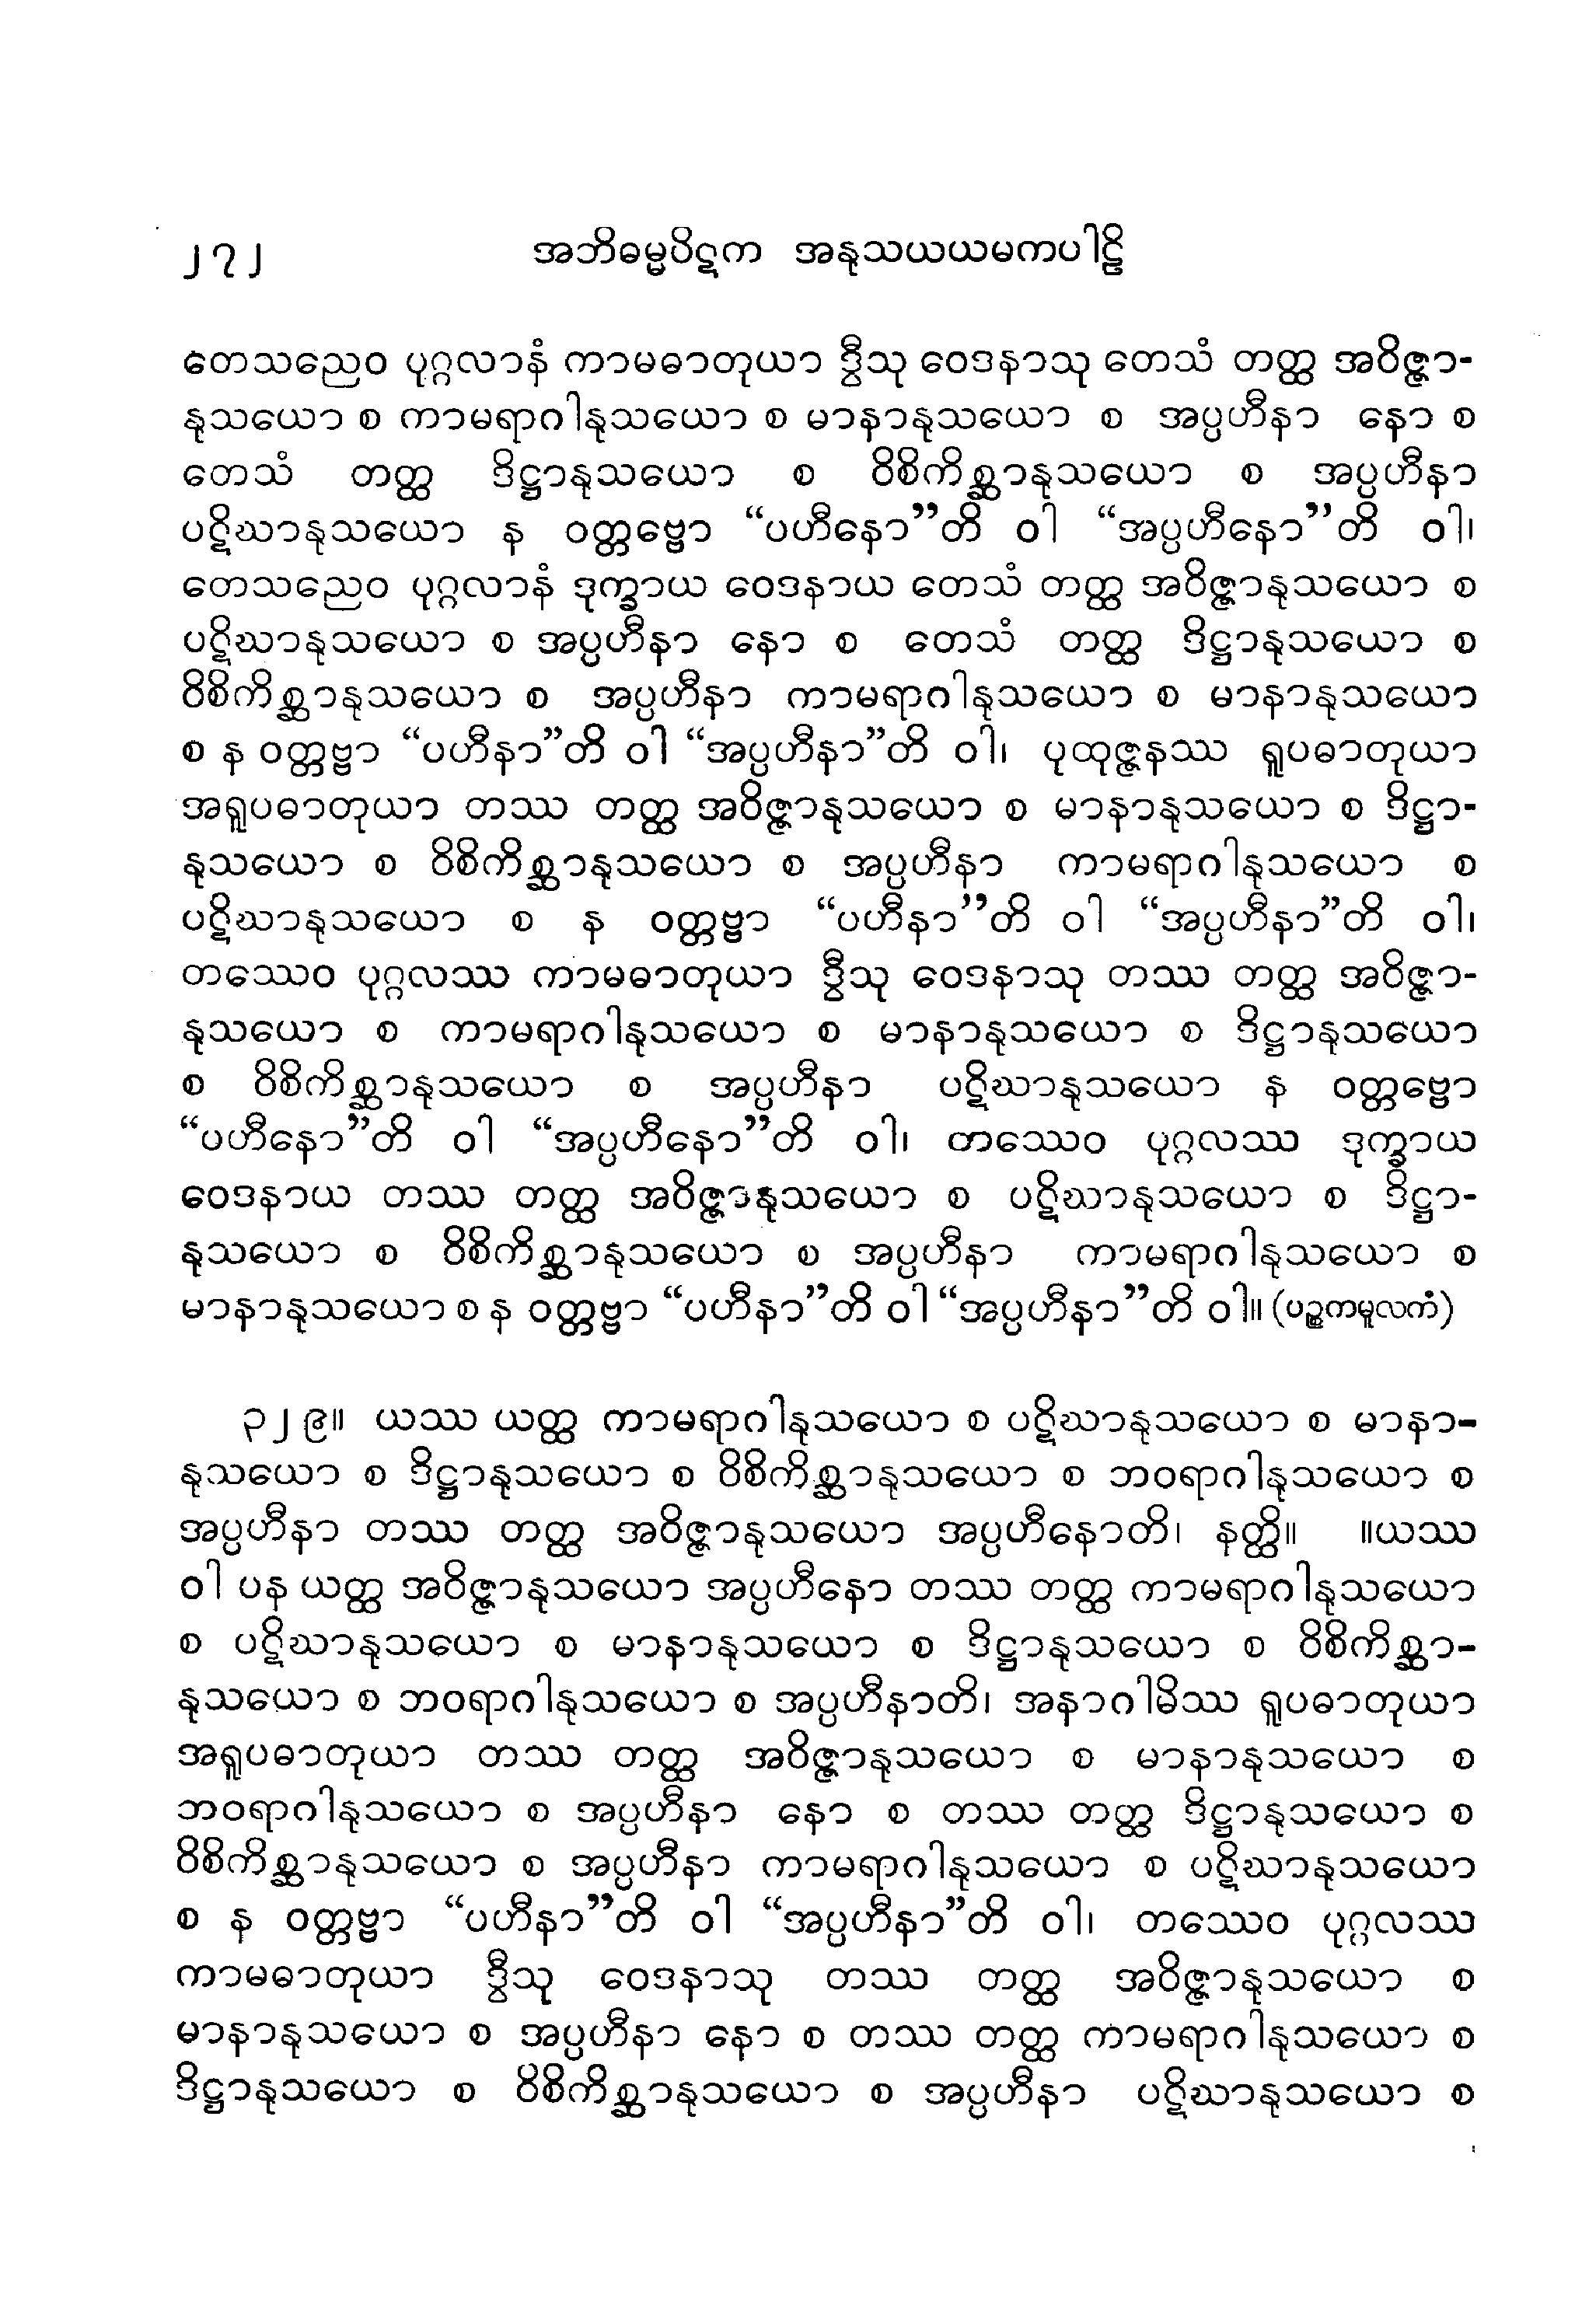 ၂၇၂ အဘိဓမ္မပိဋက အနုသယယမကပါဠိ
တေသညေဝ ပုဂ္ဂလာနံ ကာမဓာတုယာ ဒွီသု ဝေဒနာသု တေသံ တတ္ထ အဝိဇ္ဇာ-
နုသယော စ ကာမရာဂါနုသယော စ မာနာနုသယော စ အပ္ပဟီနာ နော စ
တေသံ တတ္ထ ဒိဋ္ဌာနုသယော စ ဝိစိကိစ္ဆာနုသယော စ အပ္ပဟီနာ
ပဋိဃာနုသယော န ဝတ္တဗ္ဗော “ပဟီနော”တိ ဝါ “အပ္ပဟီနော”တိ ဝါ၊
တေသညေဝ ပုဂ္ဂလာနံ ဒုက္ခာယ ဝေဒနာယ တေသံ တတ္ထ အဝိဇ္ဇာနုသယော စ
ပဋိဃာနုသယော စ အပ္ပဟီနာ နော စ တေသံ တတ္ထ ဒိဋ္ဌာနုသယော စ
ဝိစိကိစ္ဆာနုသယော စ အပ္ပဟီနာ ကာမရာဂါနုသယော စ မာနာနုသယော
စ န ဝတ္တဗ္ဗာ “ပဟီနာ”တိ ဝါ “အပ္ပဟီနာ”တိ ဝါ၊ ပုထုဇ္ဇနဿ ရူပဓာတုယာ
အရူပဓာတုယာ တဿ တတ္ထ အဝိဇ္ဇာနုသယော စ မာနာနုသယော စ ဒိဋ္ဌာ-
နုသယော စ ဝိစိကိစ္ဆာနုသယော စ အပ္ပဟီနာ ကာမရာဂါနုသယော စ
ပဋိဃာနုသယော စ န ဝတ္တဗ္ဗာ “ပဟီနာ”တိ ဝါ “အပ္ပဟီနာ”တိ ဝါ၊
တဿေဝ ပုဂ္ဂလဿ ကာမဓာတုယာ ဒွီသု ဝေဒနာသု တဿ တတ္ထ အဝိဇ္ဇာ-
နုသယော စ ကာမရာဂါနုသယော စ မာနာနုသယော စ ဒိဋ္ဌာနုသယော
စ ဝိစိကိစ္ဆာနုသယော စ အပ္ပဟီနာ ပဋိဃာနုသယော န ဝတ္တဗ္ဗော
“ပဟီနော”တိ ဝါ “အပ္ပဟီနော”တိ ဝါ၊ တဿေဝ ပုဂ္ဂလဿ ဒုက္ခာယ
ဝေဒနာယ တဿ တတ္ထ အဝိဇ္ဇာနုသယော စ ပဋိဃာနုသယော စ ဒိဋ္ဌာ-
နုသယော စ ဝိစိကိစ္ဆာနုသယော စ အပ္ပဟီနာ ကာမရာဂါနုသယော စ
မာနာနုသယော စ န ဝတ္တဗ္ဗာ “ပဟီနာ”တိ ဝါ “အပ္ပဟီနာ”တိ ဝါ။ (ပဉ္စကမူလကံ)
၃၂၉။ ယဿ ယတ္ထ ကာမရာဂါနုသယော စ ပဋိဃာနုသယော စ မာနာ-
နုသယော စ ဒိဋ္ဌာနုသယော စ ဝိစိကိစ္ဆာနုသယော စ ဘဝရာဂါနုသယော စ
အပ္ပဟီနာ တဿ တတ္ထ အဝိဇ္ဇာနုသယော အပ္ပဟီနောတိ၊ နတ္ထိ။ ။ယဿ
ဝါ ပန ယတ္ထ အဝိဇ္ဇာနုသယော အပ္ပဟီနော တဿ တတ္ထ ကာမရာဂါနုသယော
စ ပဋိဃာနုသယော စ မာနာနုသယော စ ဒိဋ္ဌာနုသယော စ ဝိစိကိစ္ဆာ-
နုသယော စ ဘဝရာဂါနုသယော စ အပ္ပဟီနာတိ၊ အနာဂါမိဿ ရူပဓာတုယာ
အရူပဓာတုယာ တဿ တတ္ထ အဝိဇ္ဇာနုသယော စ မာနာနုသယော စ
ဘဝရာဂါနုသယော စ အပ္ပဟီနာ နော စ တဿ တတ္ထ ဒိဋ္ဌာနုသယော စ
ဝိစိကိစ္ဆာနုသယော စ အပ္ပဟီနာ ကာမရာဂါနုသယော စ ပဋိဃာနုသယော
စ န ဝတ္တဗ္ဗာ “ပဟီနာ”တိ ဝါ “အပ္ပဟီနာ”တိ ဝါ၊ တဿေဝ ပုဂ္ဂလဿ
ကာမဓာတုယာ ဒွီသု ဝေဒနာသု တဿ တတ္ထ အဝိဇ္ဇာနုသယော စ
မာနာနုသယော စ အပ္ပဟီနာ နော စ တဿ တတ္ထ ကာမရာဂါနုသယော စ
ဒိဋ္ဌာနုသယော စ ဝိစိကိစ္ဆာနုသယော စ အပ္ပဟီနာ ပဋိဃာနုသယော စ